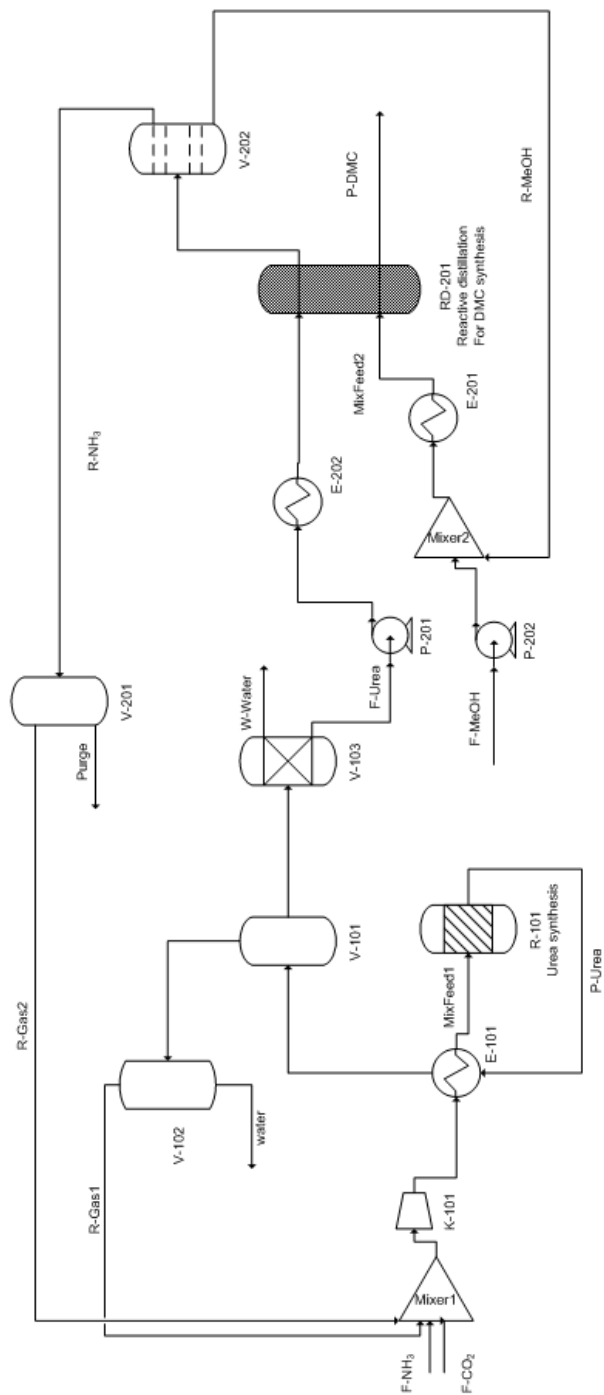 R-Gas2
R-NH₃
V-201
Purge
V-202
R-Gas1
V-102
water
V-101
W-Water
V-103
F-Urea
P-201
E-202
P-DMC
RD-201
Reactive distillation
For DMC synthesis
MixFeed2
E-201
Mixer2
P-202
F-MeOH
R-MeOH
F-NH₃
F-CO₂
Mixer1
K-101
E-101
MixFeed1
R-101
Urea synthesis
P-Urea